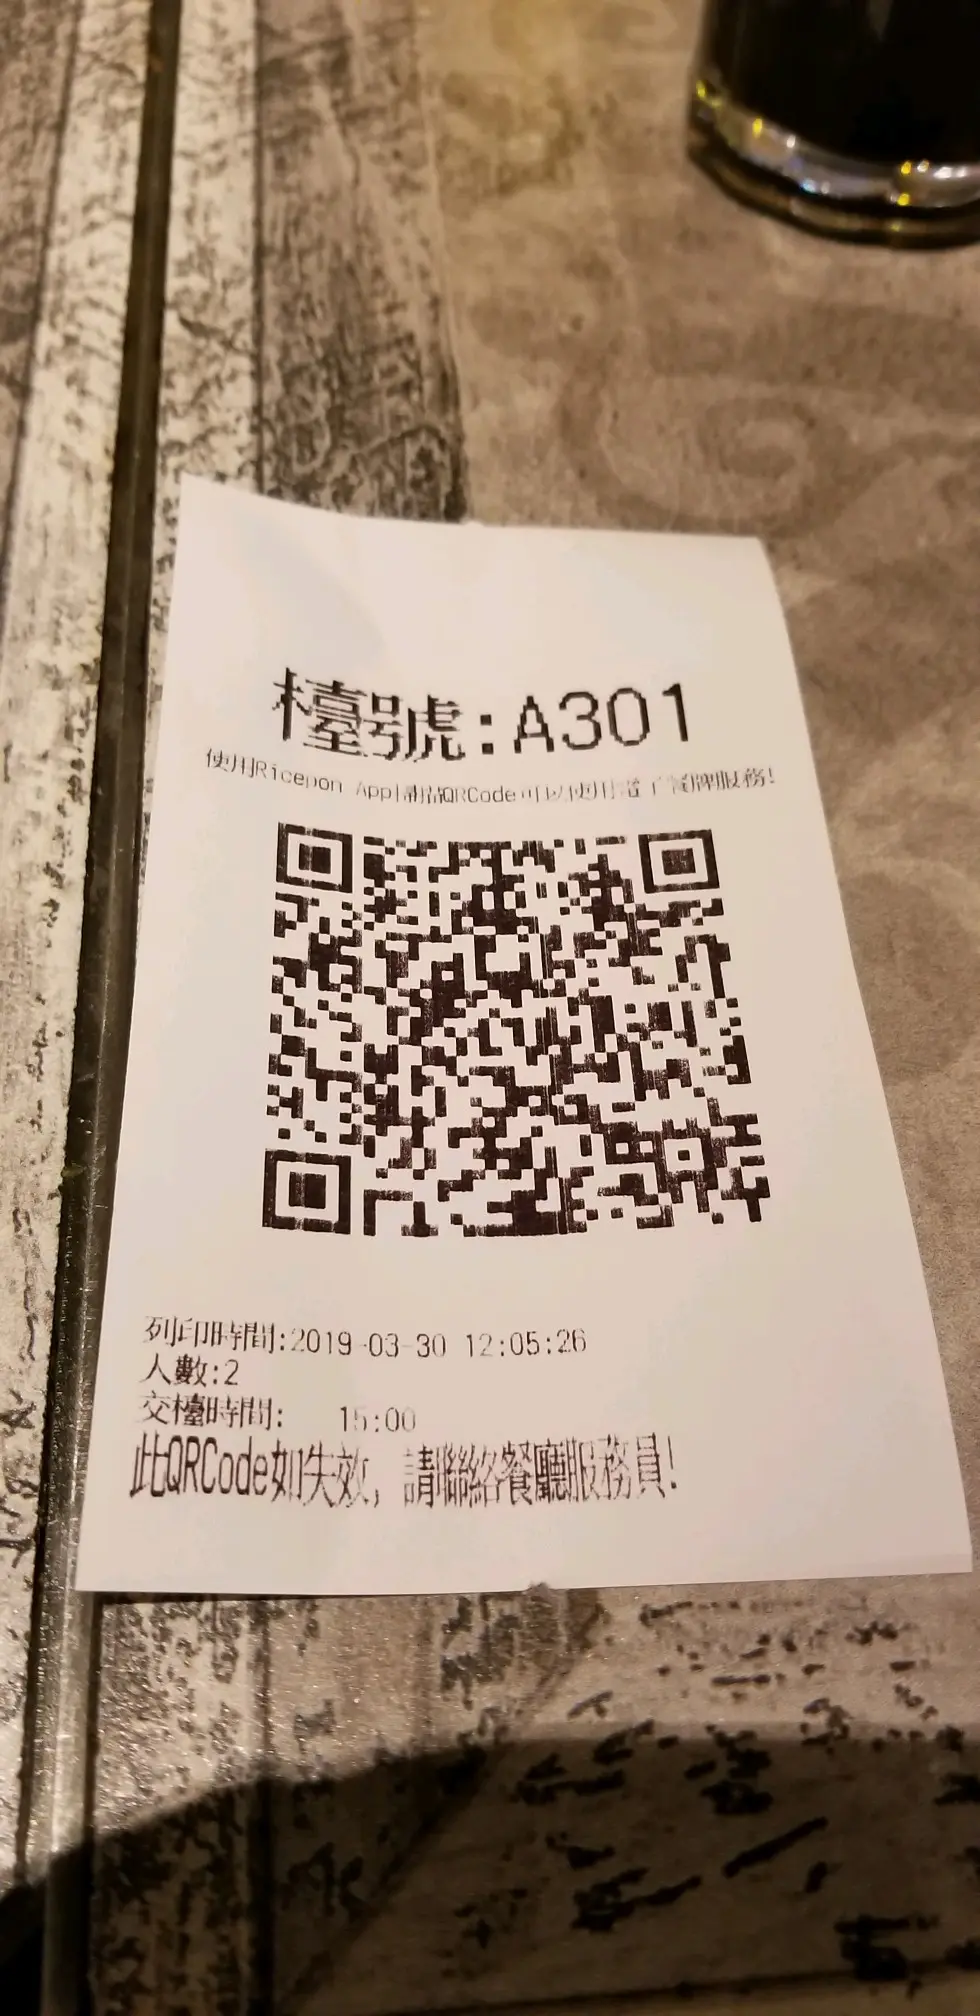 檯號:A301
使用Ricepon App掃描QRCode可以使用電子餐牌服務!
列印時間:2019-03-30 12:05:26
人數:2
交檯時間: 15:00
此QRCode如失效, 請聯絡餐廳服務員!